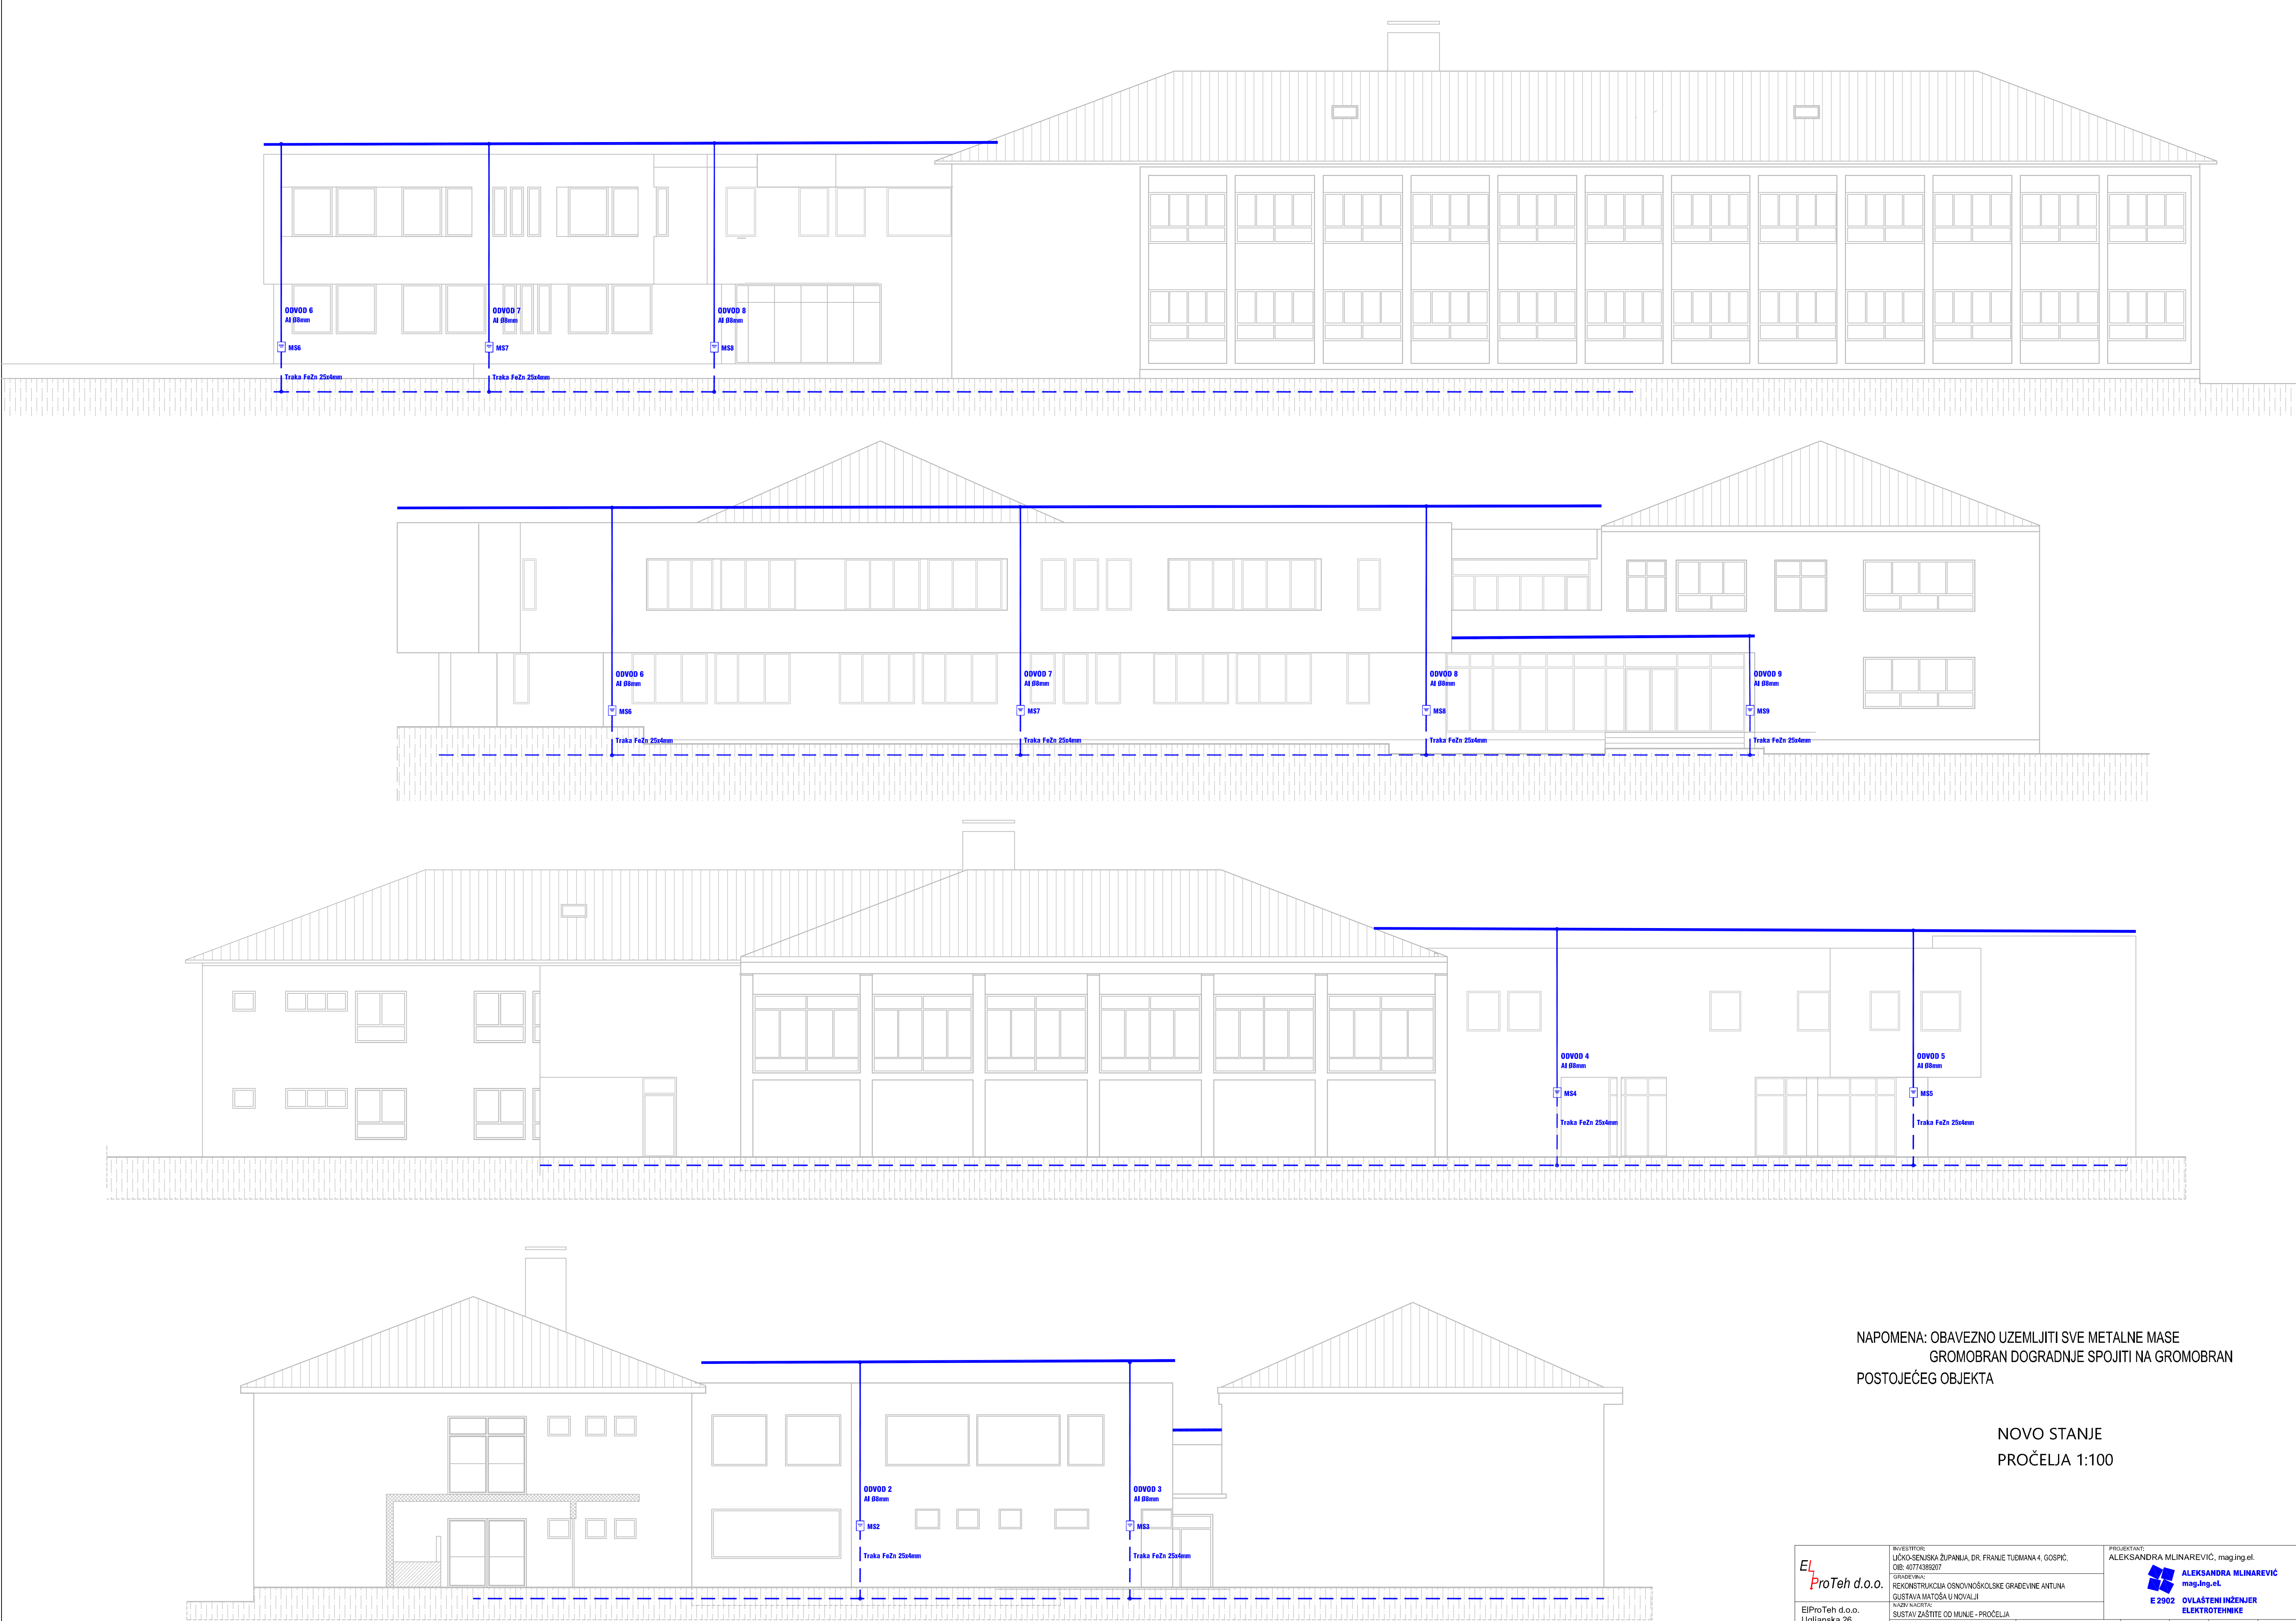 ODVOD 6
Al Ø8mm
MS6
Traka FeZn 25x4mm
ODVOD 7
Al Ø8mm
MS7
Traka FeZn 25x4mm
ODVOD 8
Al Ø8mm
MS8
Traka FeZn 25x4mm
ODVOD 6
Al Ø8mm
MS6
Traka FeZn 25x4mm
ODVOD 7
Al Ø8mm
MS7
Traka FeZn 25x4mm
ODVOD 8
Al Ø8mm
MS8
Traka FeZn 25x4mm
ODVOD 9
Al Ø8mm
MS9
Traka FeZn 25x4mm
ODVOD 4
Al Ø8mm
MS4
Traka FeZn 25x4mm
ODVOD 5
Al Ø8mm
MS5
Traka FeZn 25x4mm
ODVOD 2
Al Ø8mm
MS2
Traka FeZn 25x4mm
ODVOD 3
Al Ø8mm
MS3
Traka FeZn 25x4mm
NAPOMENA: OBAVEZNO UZEMLJITI SVE METALNE MASE
GROMOBRAN DOGRADNJE SPOJITI NA GROMOBRAN
POSTOJEĆEG OBJEKTA
NOVO STANJE
PROČELJA 1:100
ELProTeh d.o.o.
ElProTeh d.o.o.
Ugljanska 26
INVESTITOR:
LIČKO-SENJSKA ŽUPANIJA, DR. FRANJE TUĐMANA 4, GOSPIĆ,
OIB: 40774389207
GRAĐEVINA:
REKONSTRUKCIJA OSNOVNOŠKOLSKE GRAĐEVINE ANTUNA
GUSTAVA MATOŠA U NOVALJI
NAZIV NACRTA:
SUSTAV ZAŠTITE OD MUNJE - PROČELJA
PROJEKTANT:
ALEKSANDRA MLINAREVIĆ, mag.ing.el.
ALEKSANDRA MLINAREVIĆ
mag.ing.el.
E 2902 OVLAŠTENI INŽENJER
ELEKTROTEHNIKE